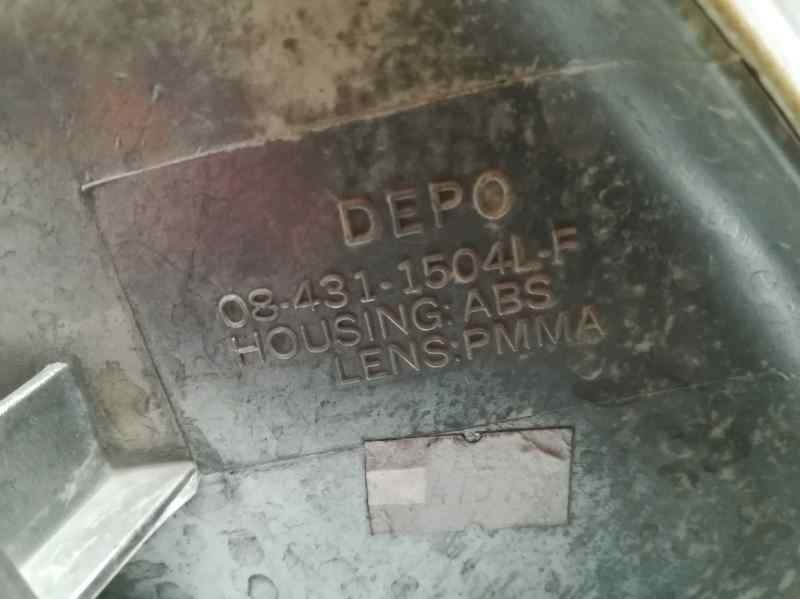 DEPO
08-431-1504L-F
HOUSING:ABS
LENS:PMMA